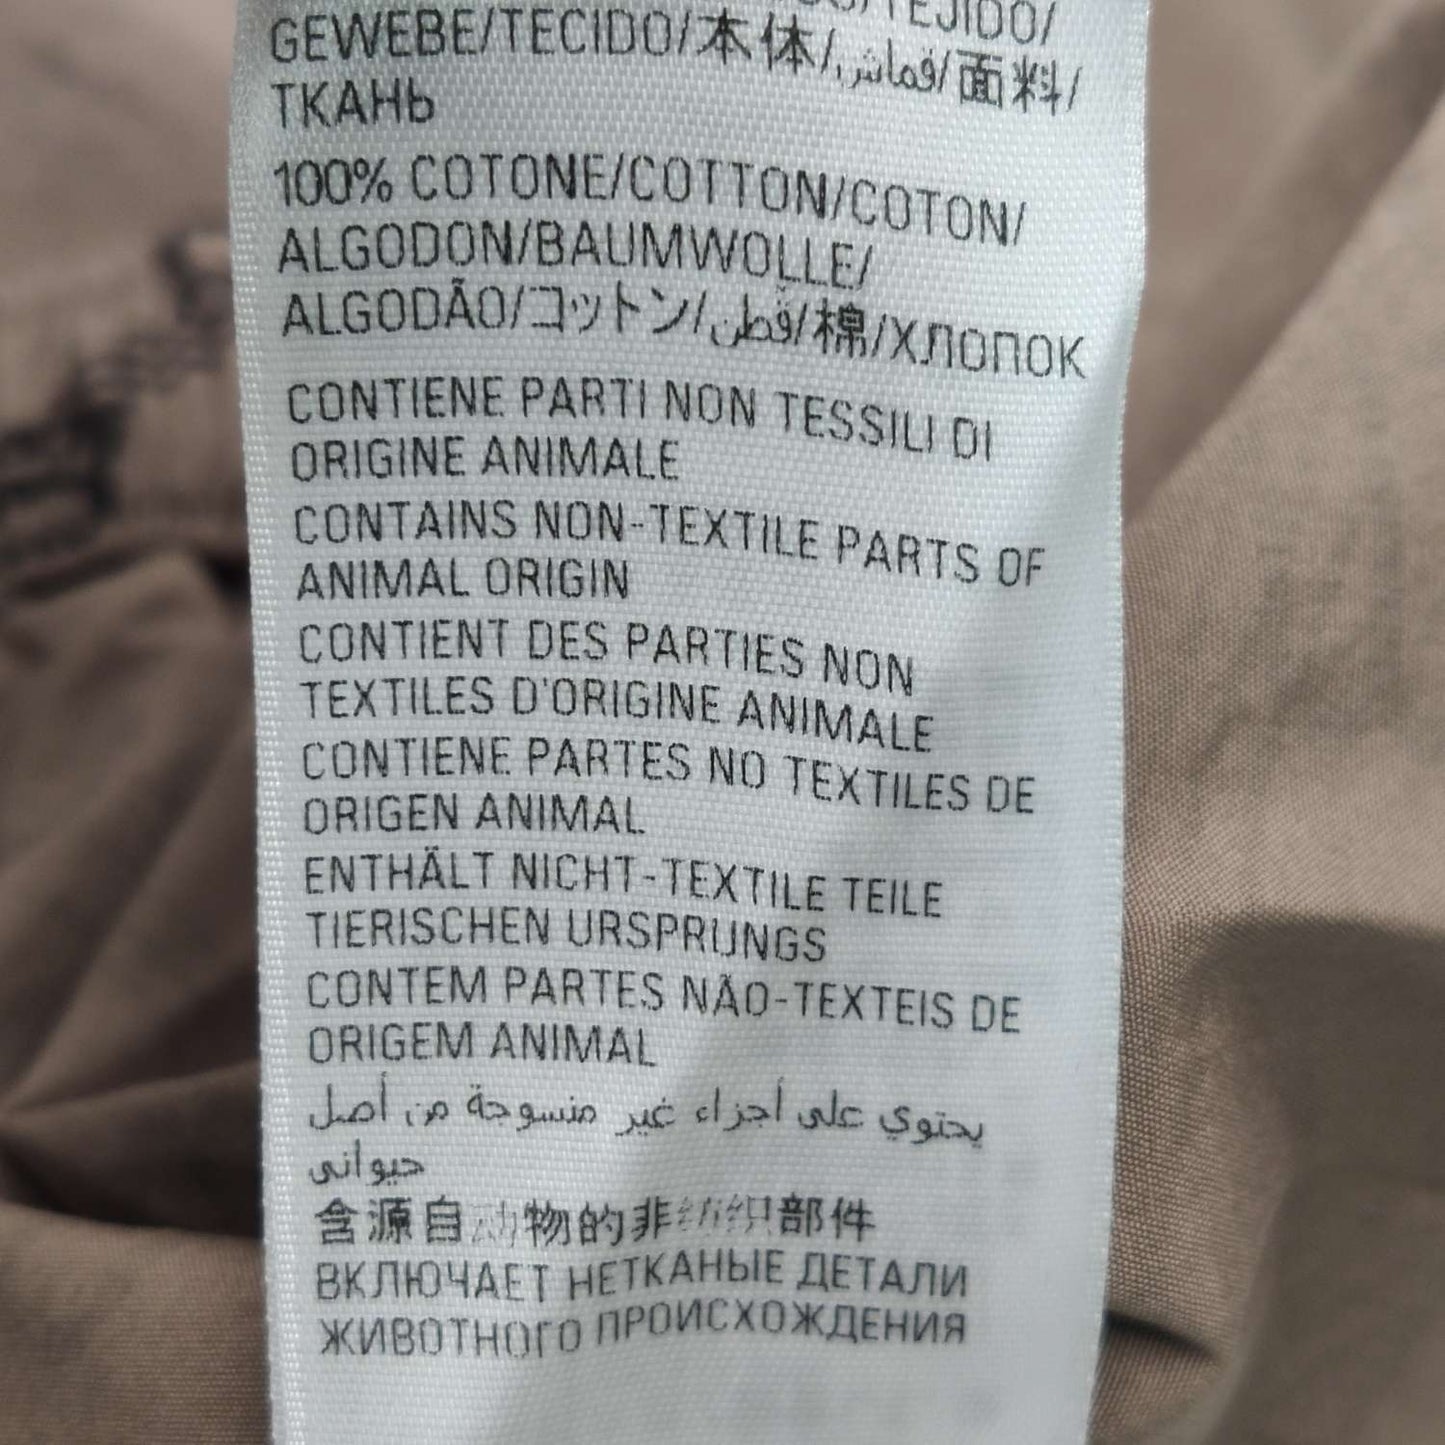 /TEJIDO/
GEWEBE/TECIDO/本体/قماش/面料/
ТКАНЬ
100% COTONE/COTTON/COTON/
ALGODON/BAUMWOLLE/
ALGODÃO/コットン/قطن/棉/ХЛОПОК
CONTIENE PARTI NON TESSILI DI
ORIGINE ANIMALE
CONTAINS NON-TEXTILE PARTS OF
ANIMAL ORIGIN
CONTIENT DES PARTIES NON
TEXTILES D'ORIGINE ANIMALE
CONTIENE PARTES NO TEXTILES DE
ORIGEN ANIMAL
ENTHÄLT NICHT-TEXTILE TEILE
TIERISCHEN URSPRUNGS
CONTEM PARTES NÃO-TEXTEIS DE
ORIGEM ANIMAL
يحتوي على أجزاء غير منسوجة من أصل
حيواني
含源自动物的非纺织部件
ВКЛЮЧАЕТ НЕТКАНЫЕ ДЕТАЛИ
ЖИВОТНОГО ПРОИСХОЖДЕНИЯ